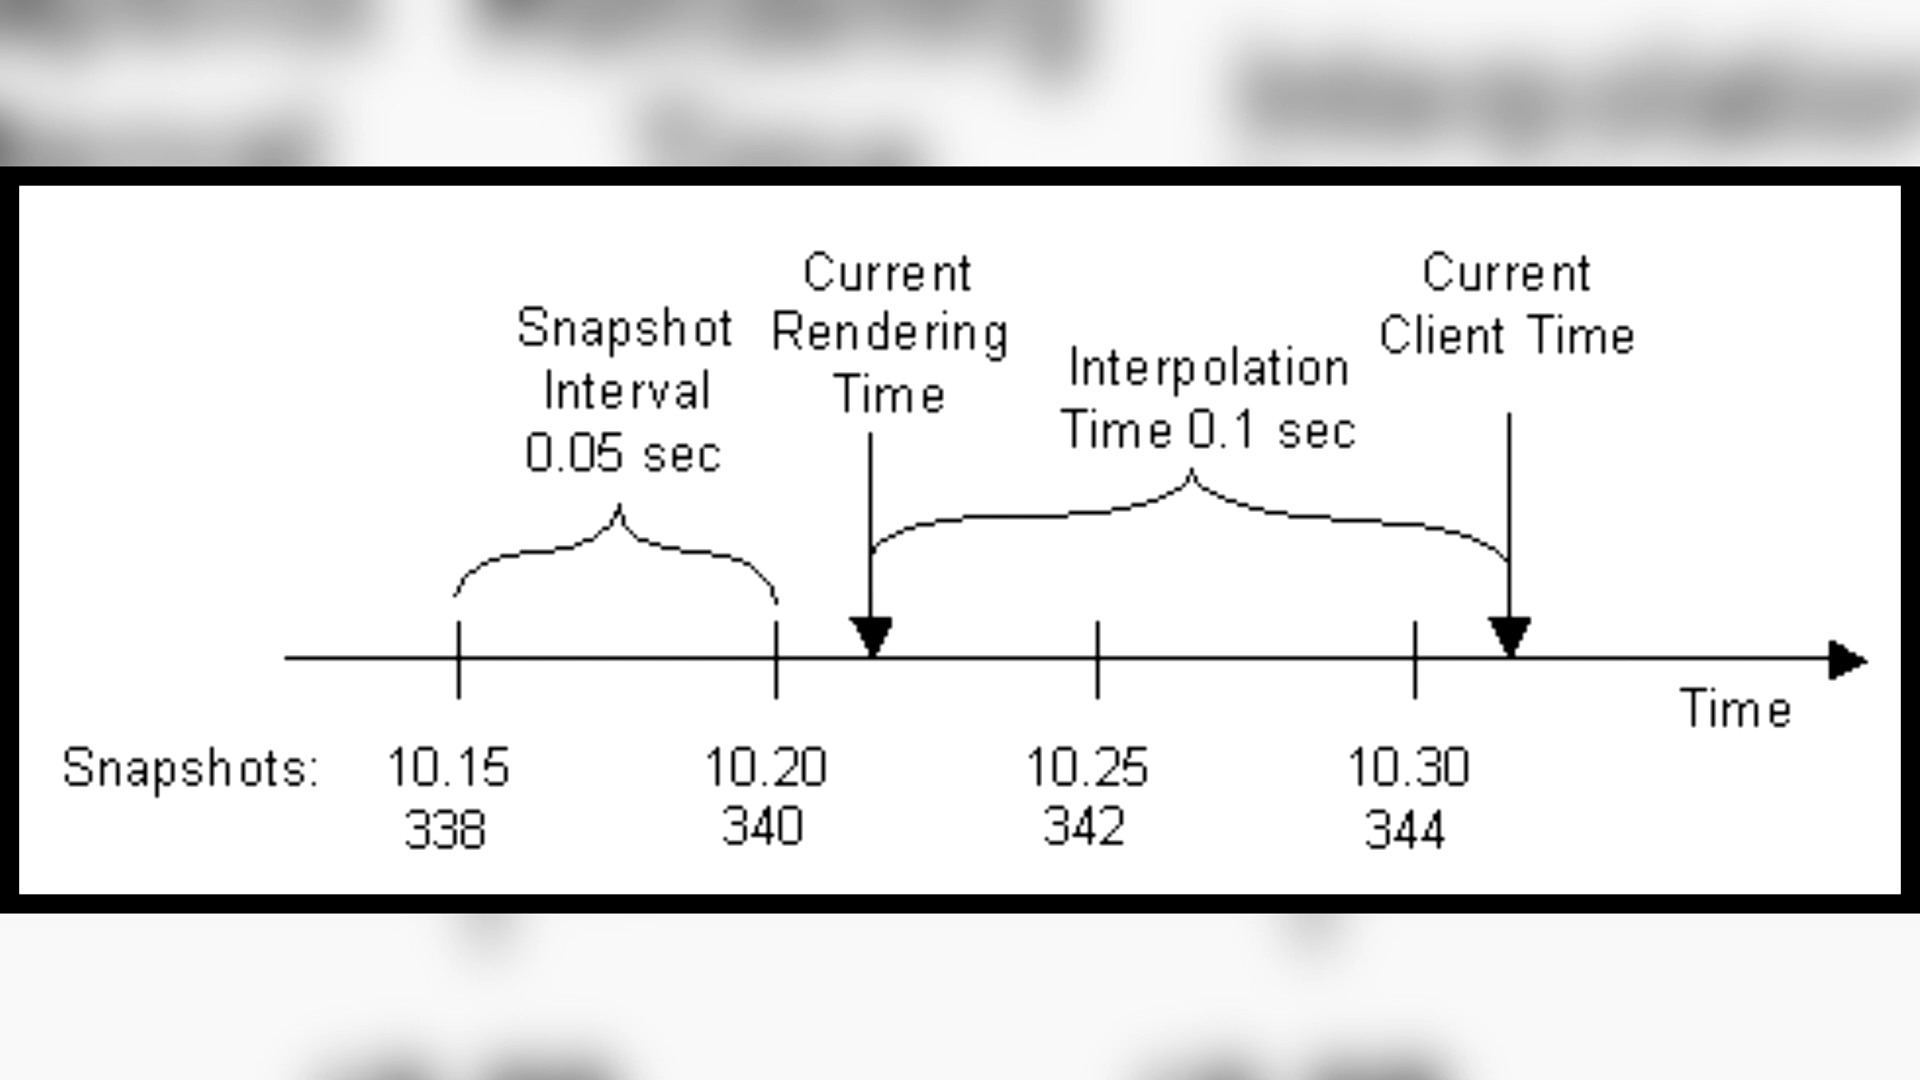 Current
Rendering
Time
Current
Client Time
Snapshot
Interval
0.05 sec
Interpolation
Time 0.1 sec
Time
Snapshots: 10.15 10.20 10.25 10.30
338 340 342 344